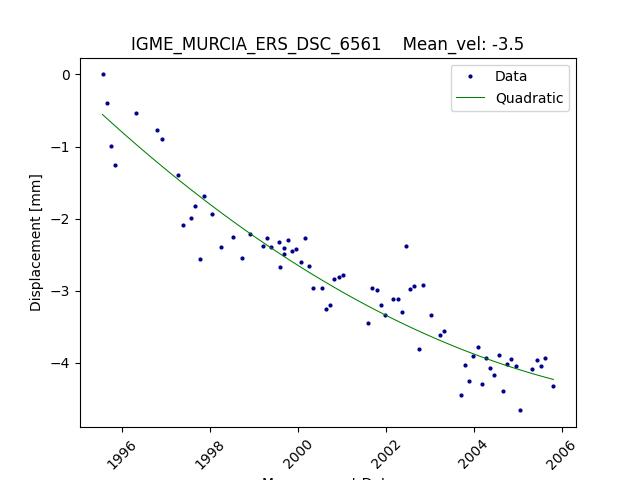 IGME_MURCIA_ERS_DSC_6561    Mean_vel: -3.5
Data
Quadratic
0
−1
−2
−3
−4
Displacement [mm]
1996
1998
2000
2002
2004
2006